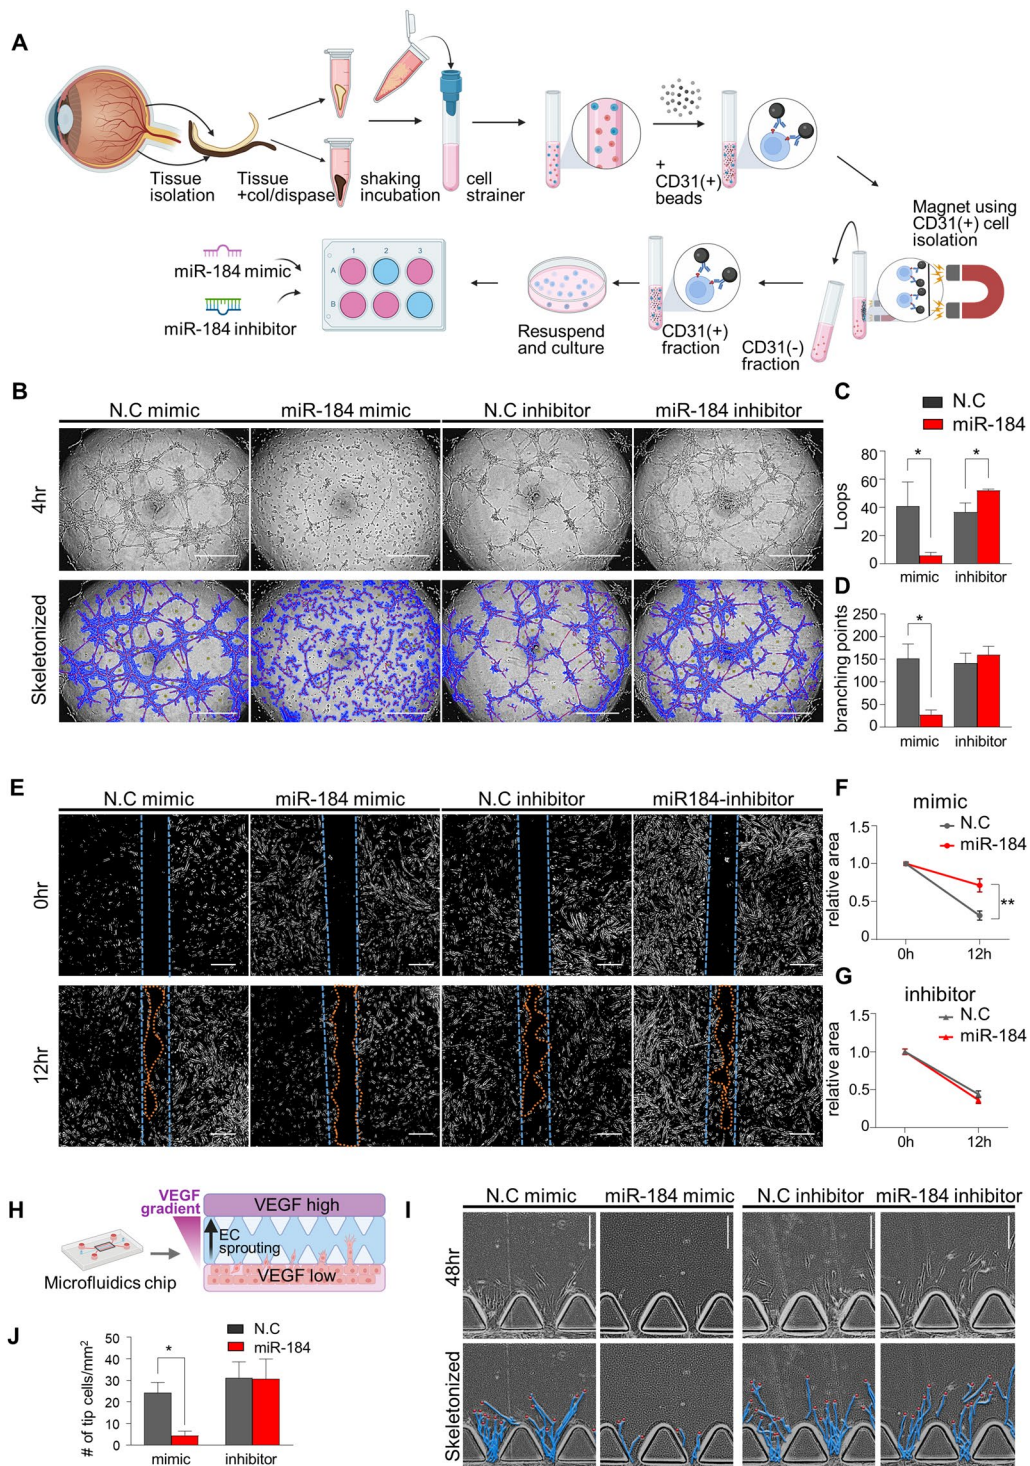 A
Tissue
isolation
Tissue
+col/dispase
shaking
incubation
cell
strainer
+
CD31(+)
beads
Magnet using
CD31(+) cell
isolation
miR-184 mimic
miR-184 inhibitor
1 2 3
A
B
Resuspend
and culture
CD31(+)
fraction
CD31(-)
fraction
B
N.C mimic miR-184 mimic N.C inhibitor miR-184 inhibitor
4hr
Skeletonized
C
N.C
miR-184
Loops
80
60
40
20
0
* *
mimic inhibitor
D
branching points
250
200
150
100
50
0
*
mimic inhibitor
E
N.C mimic miR-184 mimic N.C inhibitor miR184-inhibitor
0hr
12hr
F
mimic
N.C
miR-184
relative area
1.5
1.0
0.5
0
**
0h 12h
G
inhibitor
N.C
miR-184
relative area
1.5
1.0
0.5
0
0h 12h
H
VEGF
gradient
VEGF high
EC
sprouting
VEGF low
Microfluidics chip
I
N.C mimic miR-184 mimic N.C inhibitor miR-184 inhibitor
48hr
Skeletonized
J
N.C
miR-184
# of tip cells/mm²
50
40
30
20
10
0
*
mimic inhibitor